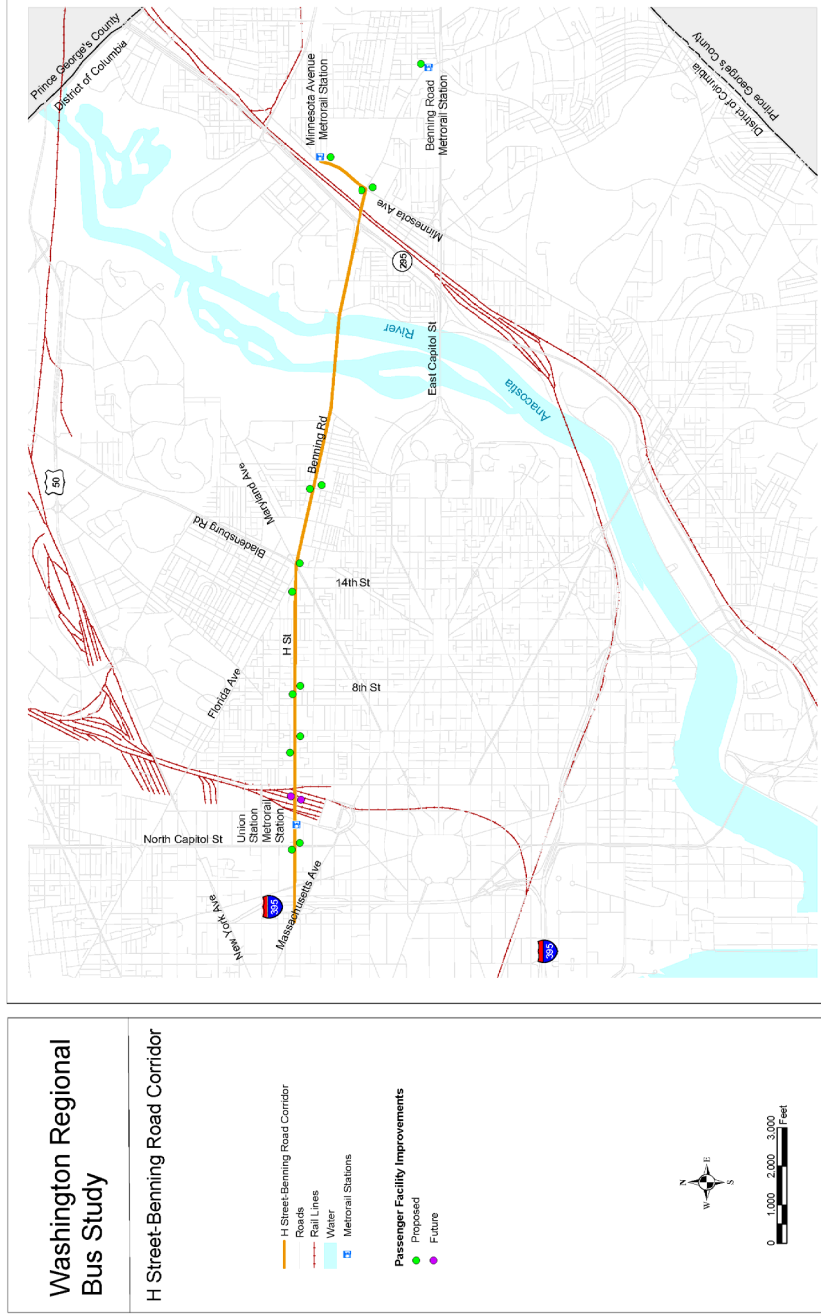 Washington Regional
Bus Study
H Street-Benning Road Corridor
H Street-Benning Road Corridor
Roads
Rail Lines
Water
Metrorail Stations
Passenger Facility Improvements
Proposed
Future
N
W
E
S
0
1,000
2,000
3,000
Feet
Prince George's County
District of Columbia
50
Minnesota Avenue
Metrorail Station
Benning Road
Metrorail Station
Minnesota Ave
295
River
Anacostia
East Capitol St
Benning Rd
Maryland Ave
Bladensburg Rd
14th St
H St
Florida Ave
8th St
Union
Station
Metrorail
Station
North Capitol St
Massachusetts Ave
New York Ave
395
395
District of Columbia
Prince George's County